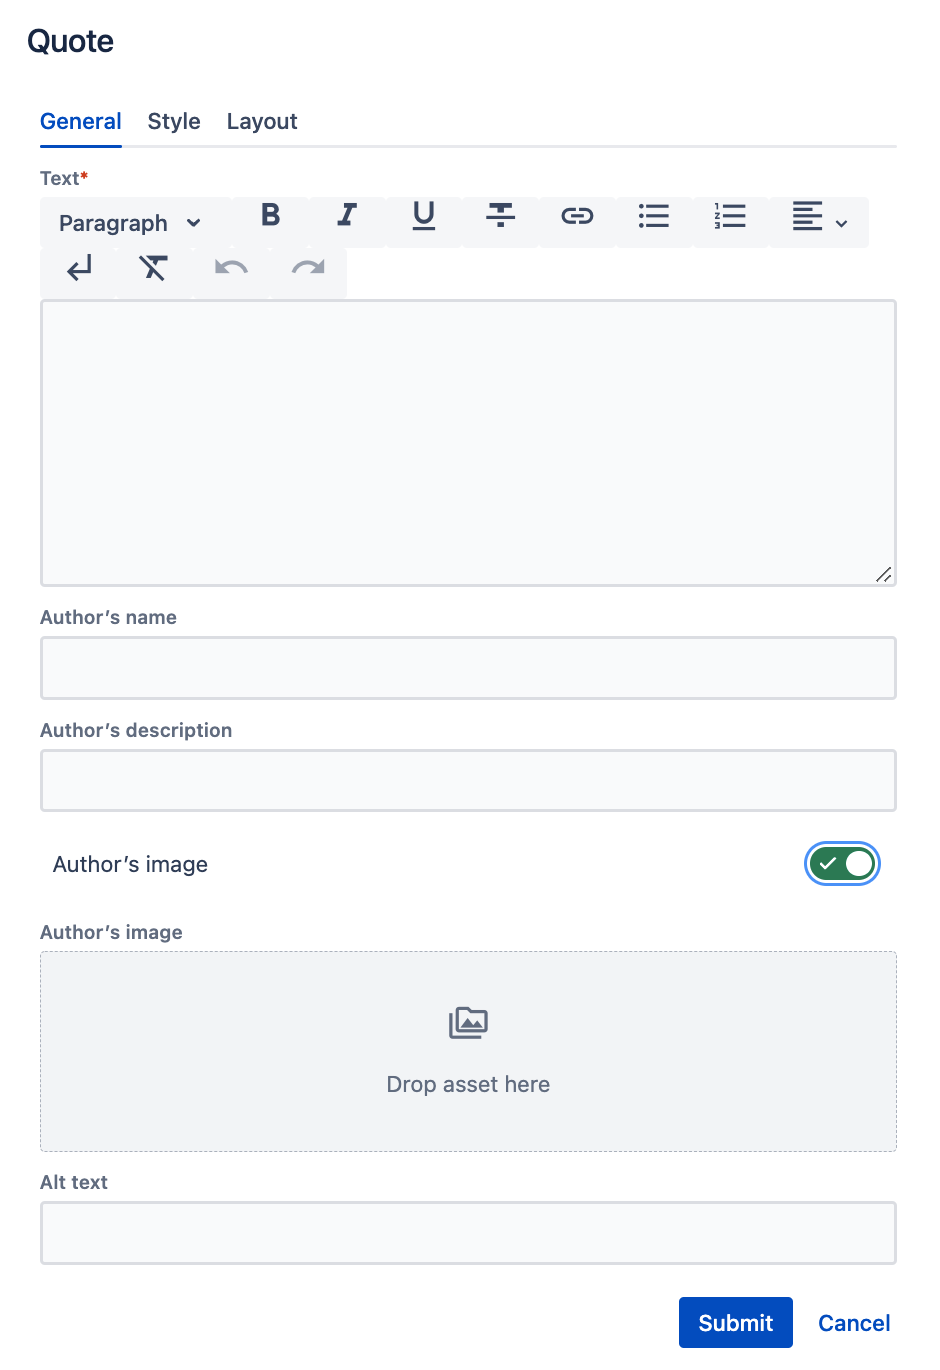 Quote
General Style Layout
Text*
Paragraph B I U
Author’s name
Author’s description
Author’s image
Author’s image
Drop asset here
Alt text
Submit Cancel